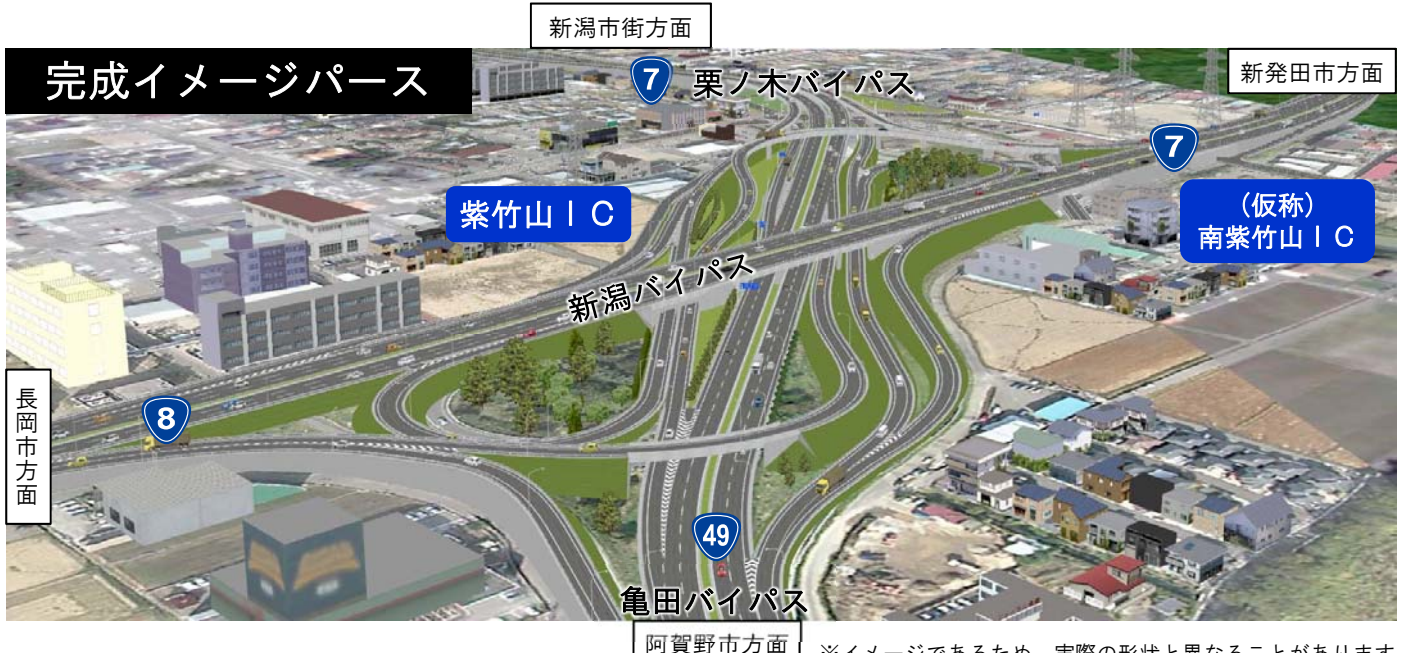 新潟市街方面
完成イメージパース
7
栗ノ木バイパス
新発田市方面
7
紫竹山IC
(仮称)
南紫竹山IC
新潟バイパス
長岡市方面
8
49
亀田バイパス
阿賀野市方面
※イメージであるため、実際の形状と異なることがあります